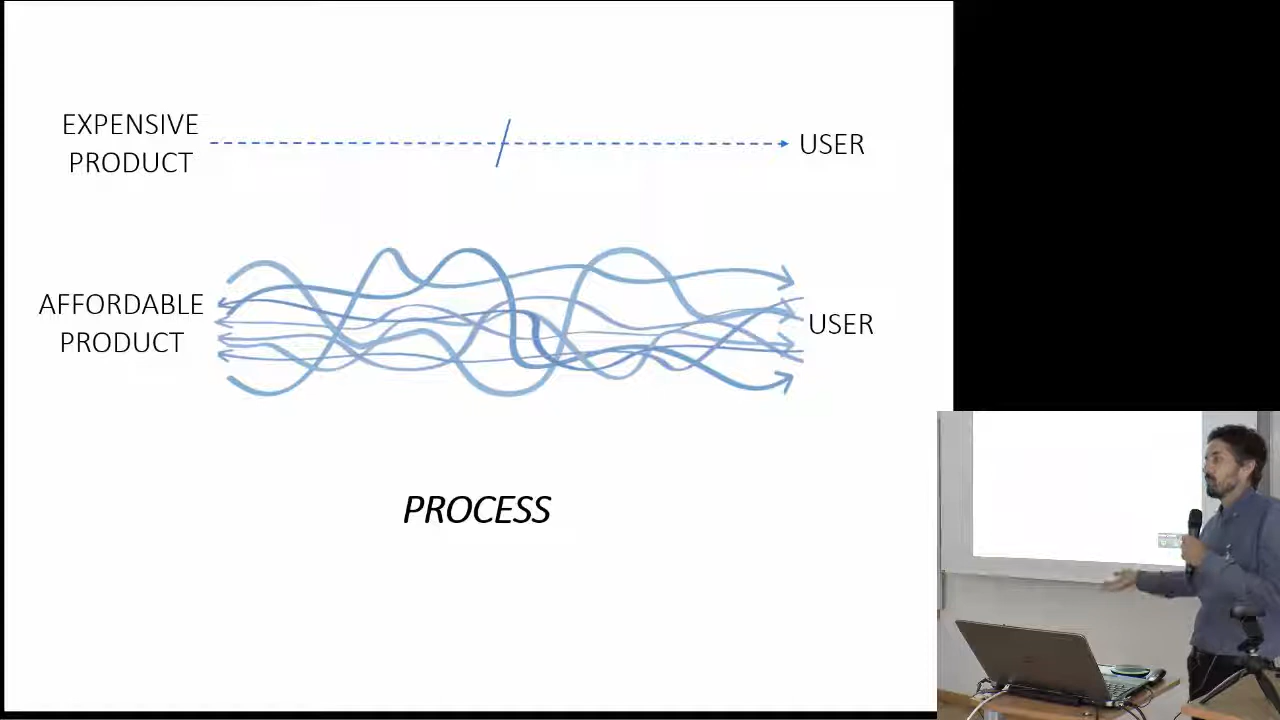 EXPENSIVE
PRODUCT
USER
AFFORDABLE
PRODUCT
USER
PROCESS